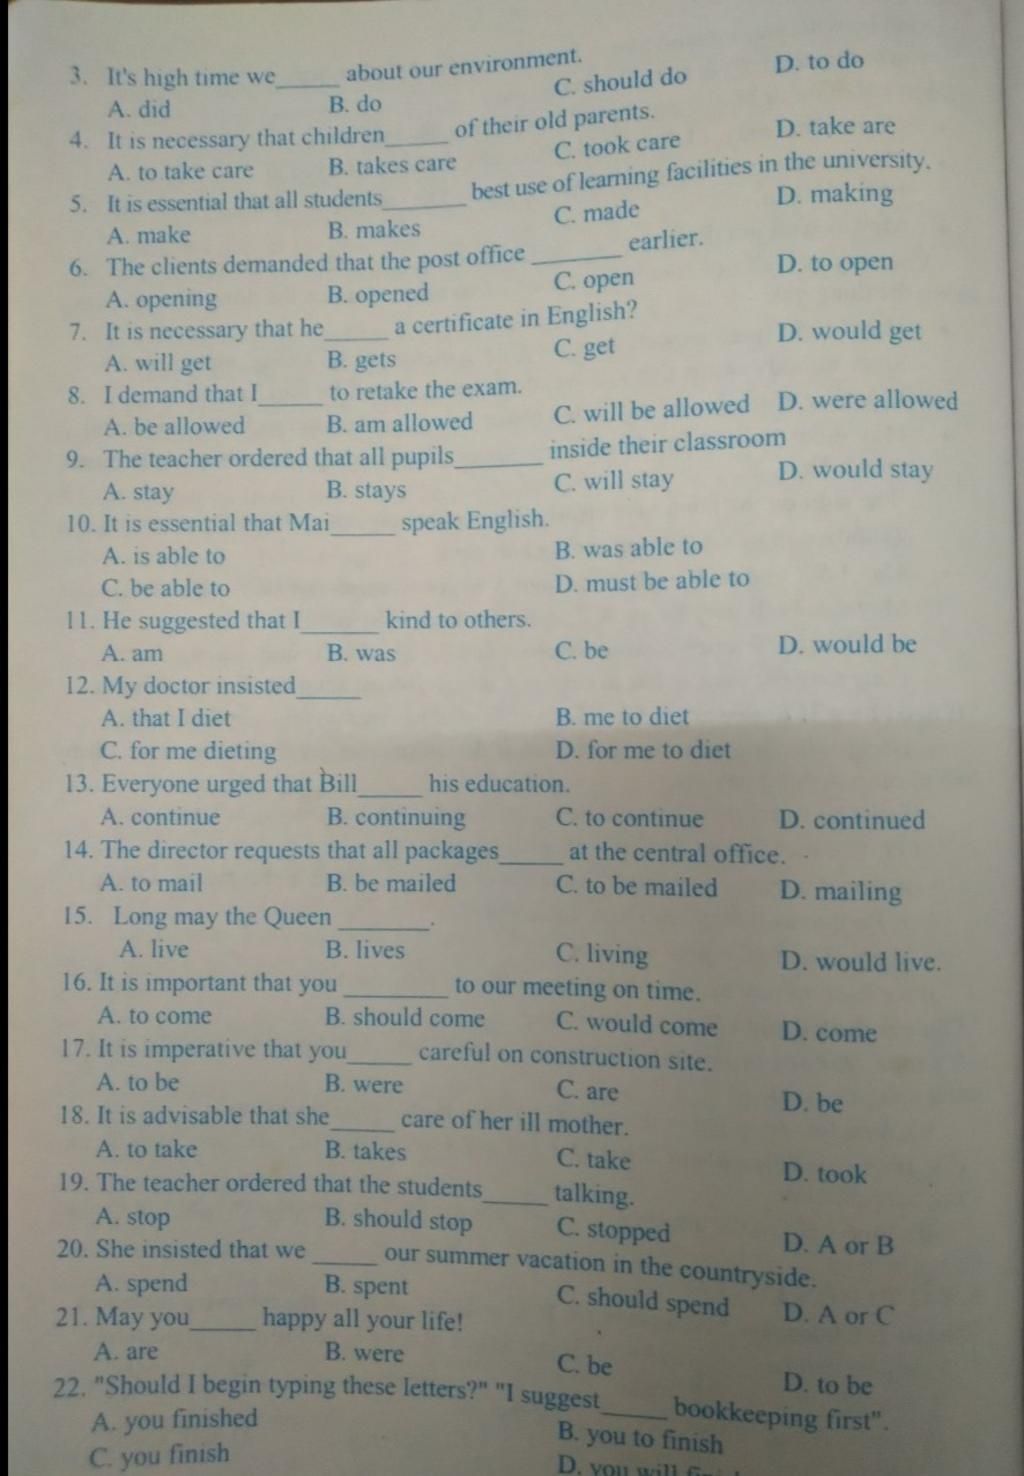 3. It's high time we_____ about our environment.
A. did B. do C. should do D. to do
4. It is necessary that children_____ of their old parents.
A. to take care B. takes care C. took care D. take are
5. It is essential that all students_______ best use of learning facilities in the university.
A. make B. makes C. made D. making
6. The clients demanded that the post office _______ earlier.
A. opening B. opened C. open D. to open
7. It is necessary that he_____ a certificate in English?
A. will get B. gets C. get D. would get
8. I demand that I_____ to retake the exam.
A. be allowed B. am allowed C. will be allowed D. were allowed
9. The teacher ordered that all pupils_______ inside their classroom
A. stay B. stays C. will stay D. would stay
10. It is essential that Mai_____ speak English.
A. is able to B. was able to
C. be able to D. must be able to
11. He suggested that I______ kind to others.
A. am B. was C. be D. would be
12. My doctor insisted_____
A. that I diet B. me to diet
C. for me dieting D. for me to diet
13. Everyone urged that Bill_____ his education.
A. continue B. continuing C. to continue D. continued
14. The director requests that all packages_____ at the central office.
A. to mail B. be mailed C. to be mailed D. mailing
15. Long may the Queen _______.
A. live B. lives C. living D. would live.
16. It is important that you ________ to our meeting on time.
A. to come B. should come C. would come D. come
17. It is imperative that you_____ careful on construction site.
A. to be B. were C. are D. be
18. It is advisable that she_____ care of her ill mother.
A. to take B. takes C. take D. took
19. The teacher ordered that the students_____ talking.
A. stop B. should stop C. stopped D. A or B
20. She insisted that we _____ our summer vacation in the countryside.
A. spend B. spent C. should spend D. A or C
21. May you_____ happy all your life!
A. are B. were C. be D. to be
22. "Should I begin typing these letters?" "I suggest_____ bookkeeping first".
A. you finished B. you to finish
C. you finish D. you will